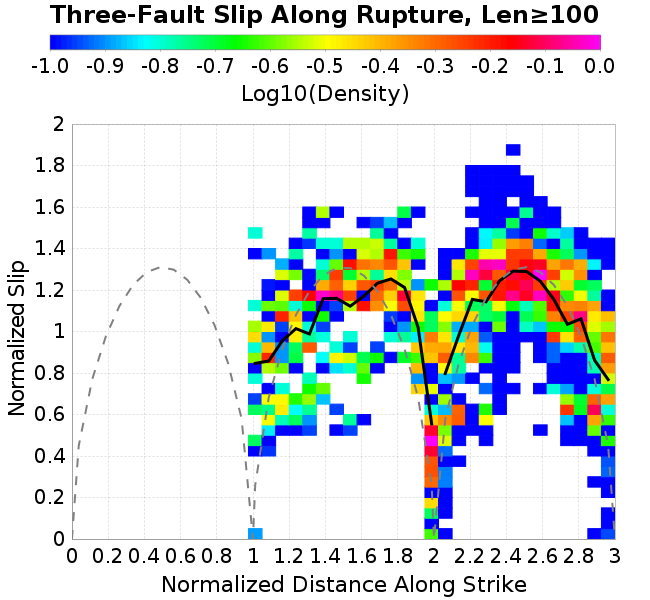 Three-Fault Slip Along Rupture, Len≥100
-1.0 -0.9 -0.8 -0.7 -0.6 -0.5 -0.4 -0.3 -0.2 -0.1 0.0
Log10(Density)
2
1.8
1.6
1.4
1.2
1
0.8
0.6
0.4
0.2
0
Normalized Slip
0 0.2 0.4 0.6 0.8 1 1.2 1.4 1.6 1.8 2 2.2 2.4 2.6 2.8 3
Normalized Distance Along Strike